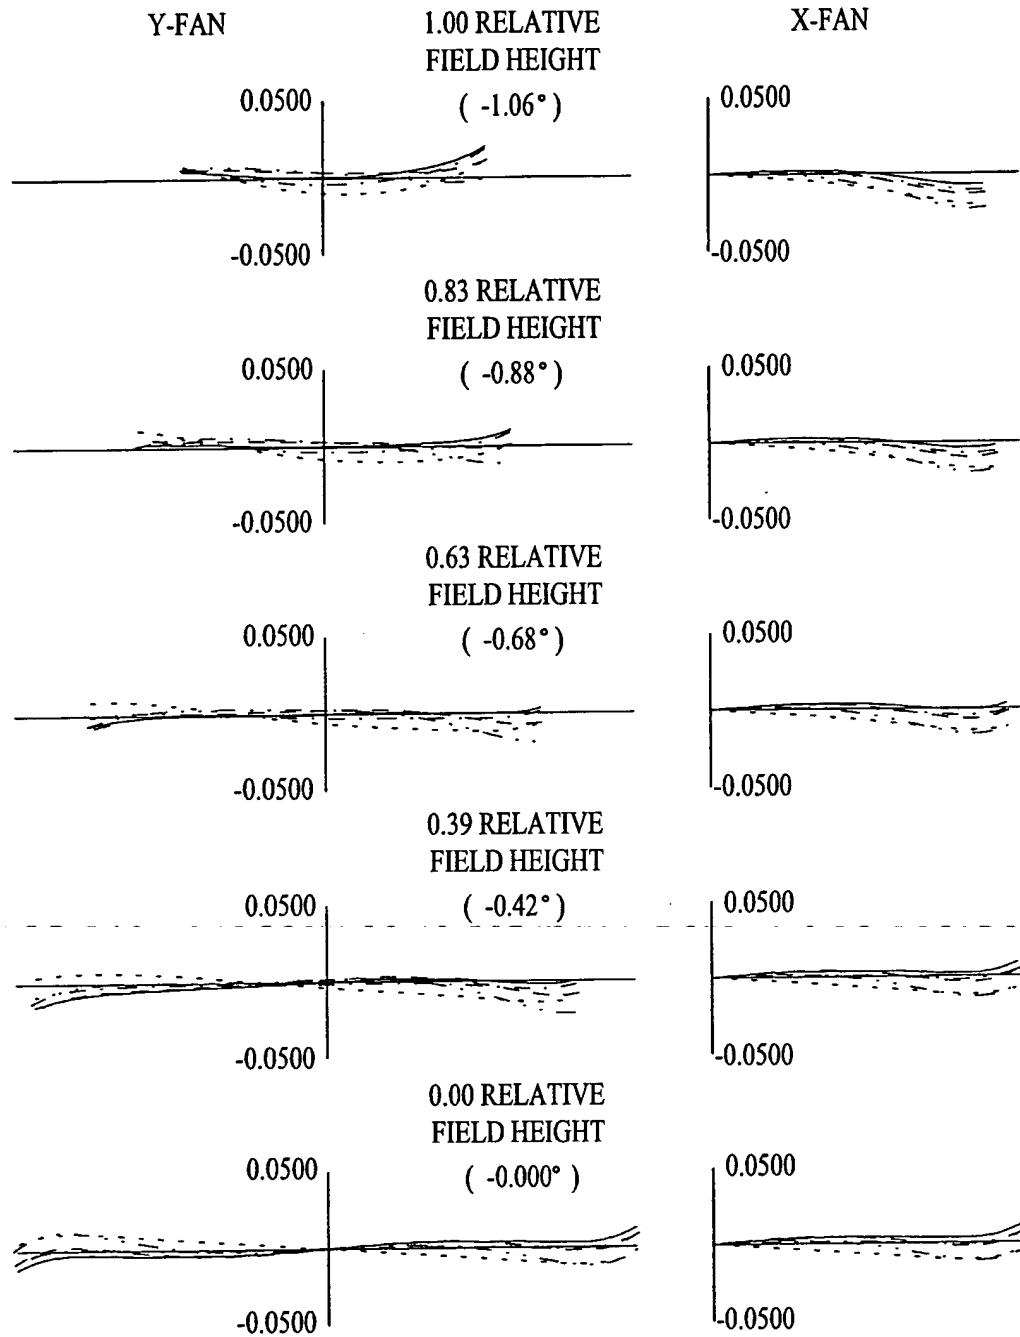 Y-FAN
1.00 RELATIVE
FIELD HEIGHT
( -1.06° )
X-FAN
0.0500
-0.0500
0.0500
-0.0500
0.83 RELATIVE
FIELD HEIGHT
( -0.88° )
0.0500
-0.0500
0.0500
-0.0500
0.63 RELATIVE
FIELD HEIGHT
( -0.68° )
0.0500
-0.0500
0.0500
-0.0500
0.39 RELATIVE
FIELD HEIGHT
( -0.42° )
0.0500
-0.0500
0.0500
-0.0500
0.00 RELATIVE
FIELD HEIGHT
( -0.000° )
0.0500
-0.0500
0.0500
-0.0500